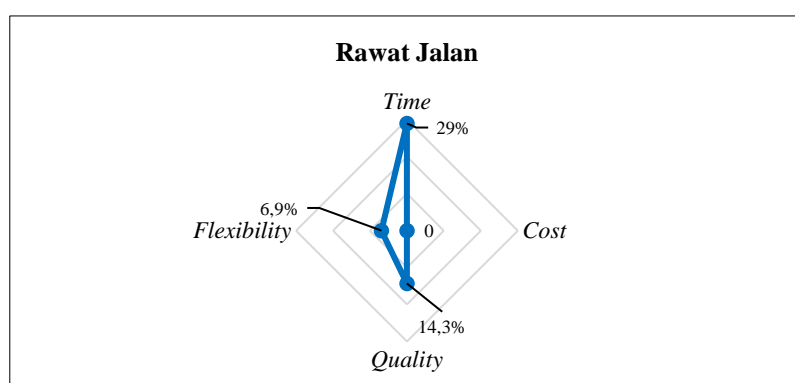 Rawat Jalan
Time
29%
6,9%
Flexibility
0
Cost
14,3%
Quality